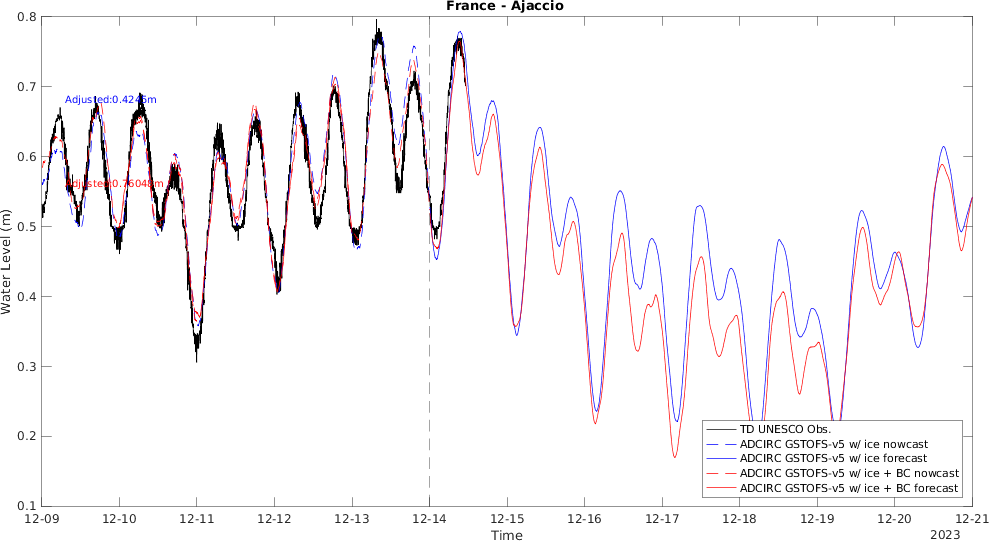 France - Ajaccio
0.8
0.7
0.6
0.5
0.4
0.3
0.2
0.1
Water Level (m)
Adjusted:0.4246m
Adjusted:0.76048m
TD UNESCO Obs.
ADCIRC GSTOFS-v5 w/ ice nowcast
ADCIRC GSTOFS-v5 w/ ice forecast
ADCIRC GSTOFS-v5 w/ ice + BC nowcast
ADCIRC GSTOFS-v5 w/ ice + BC forecast
12-09 12-10 12-11 12-12 12-13 12-14 12-15 12-16 12-17 12-18 12-19 12-20 12-21
Time
2023